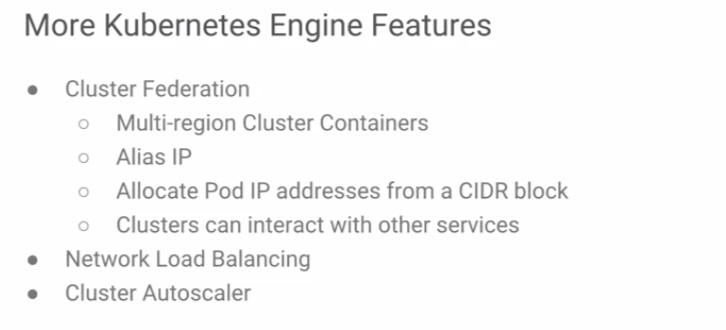 More Kubernetes Engine Features
● Cluster Federation
○ Multi-region Cluster Containers
○ Alias IP
○ Allocate Pod IP addresses from a CIDR block
○ Clusters can interact with other services
● Network Load Balancing
● Cluster Autoscaler